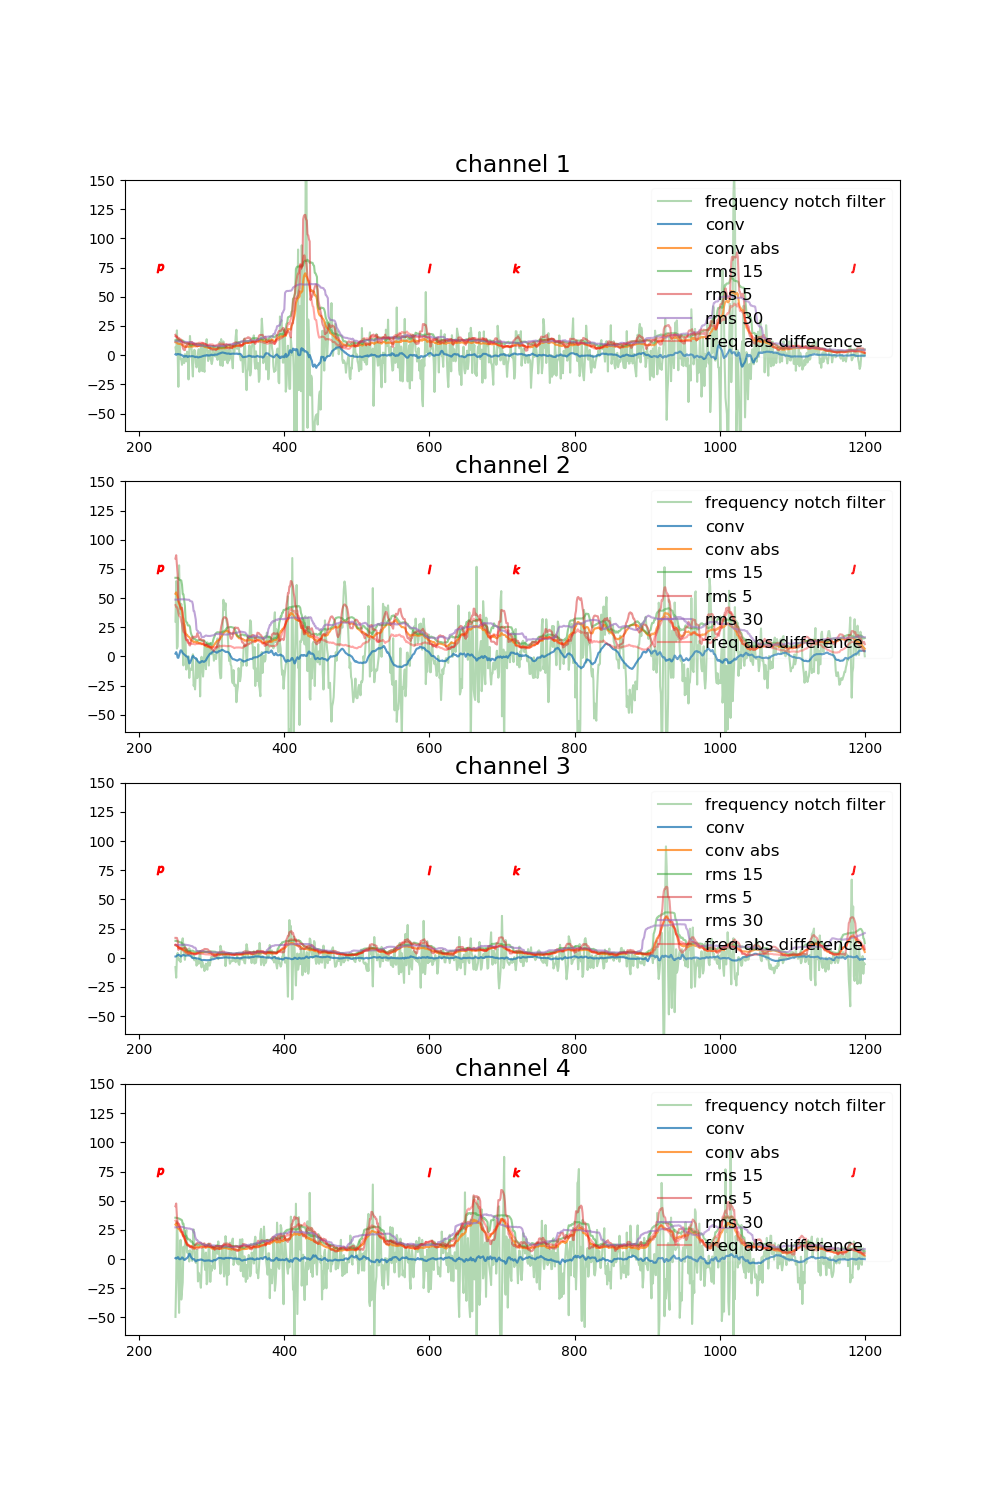 channel 1
150
125
100
75
50
25
0
−25
−50
p
l
k
J
frequency notch filter
conv
conv abs
rms 15
rms 5
rms 30
freq abs difference
200 400 600 800 1000 1200
channel 2
150
125
100
75
50
25
0
−25
−50
p
l
k
J
frequency notch filter
conv
conv abs
rms 15
rms 5
rms 30
freq abs difference
200 400 600 800 1000 1200
channel 3
150
125
100
75
50
25
0
−25
−50
p
l
k
J
frequency notch filter
conv
conv abs
rms 15
rms 5
rms 30
freq abs difference
200 400 600 800 1000 1200
channel 4
150
125
100
75
50
25
0
−25
−50
p
l
k
J
frequency notch filter
conv
conv abs
rms 15
rms 5
rms 30
freq abs difference
200 400 600 800 1000 1200